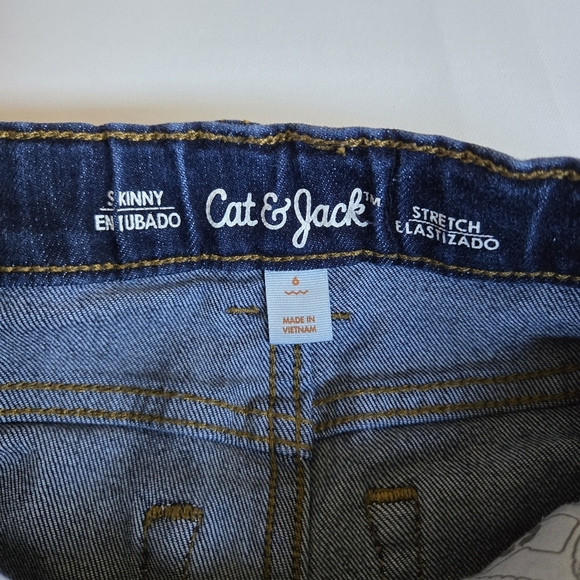 SKINNY
ENTUBADO
Cat & Jack™
STRETCH
ELASTIZADO
6
MADE IN
VIETNAM